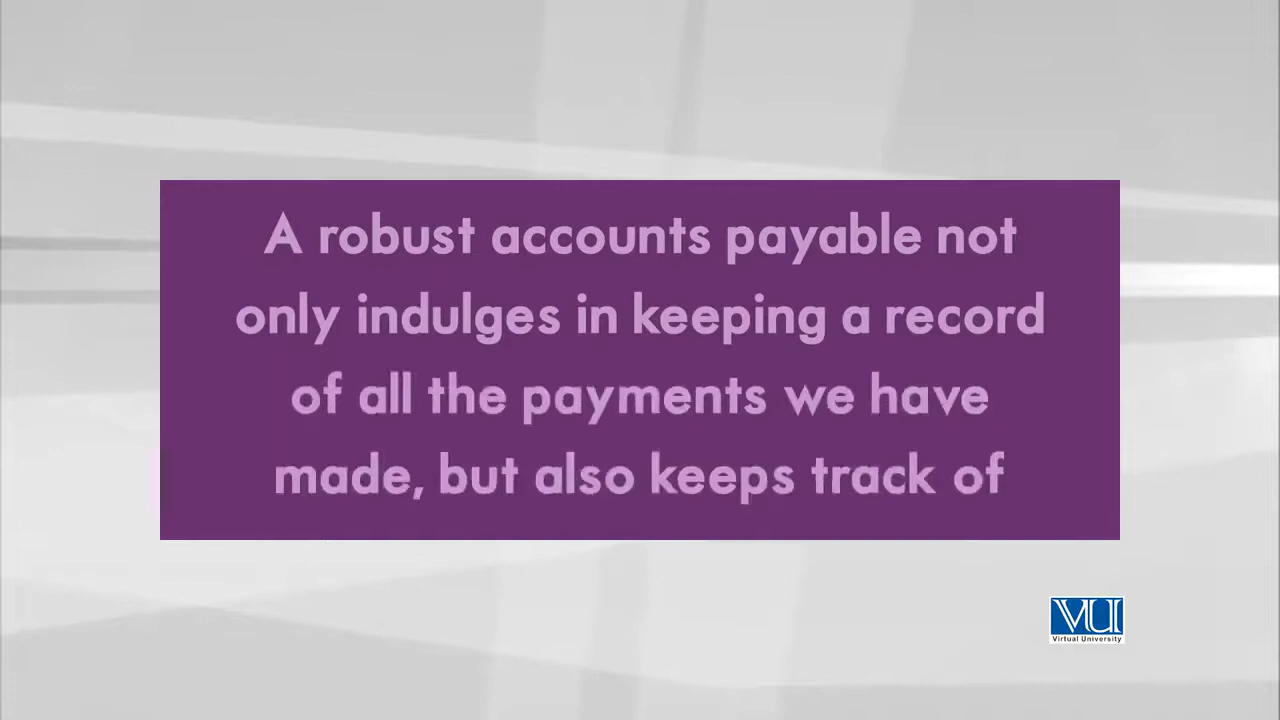 A robust accounts payable not
only indulges in keeping a record
of all the payments we have
made, but also keeps track of
VU
Virtual University